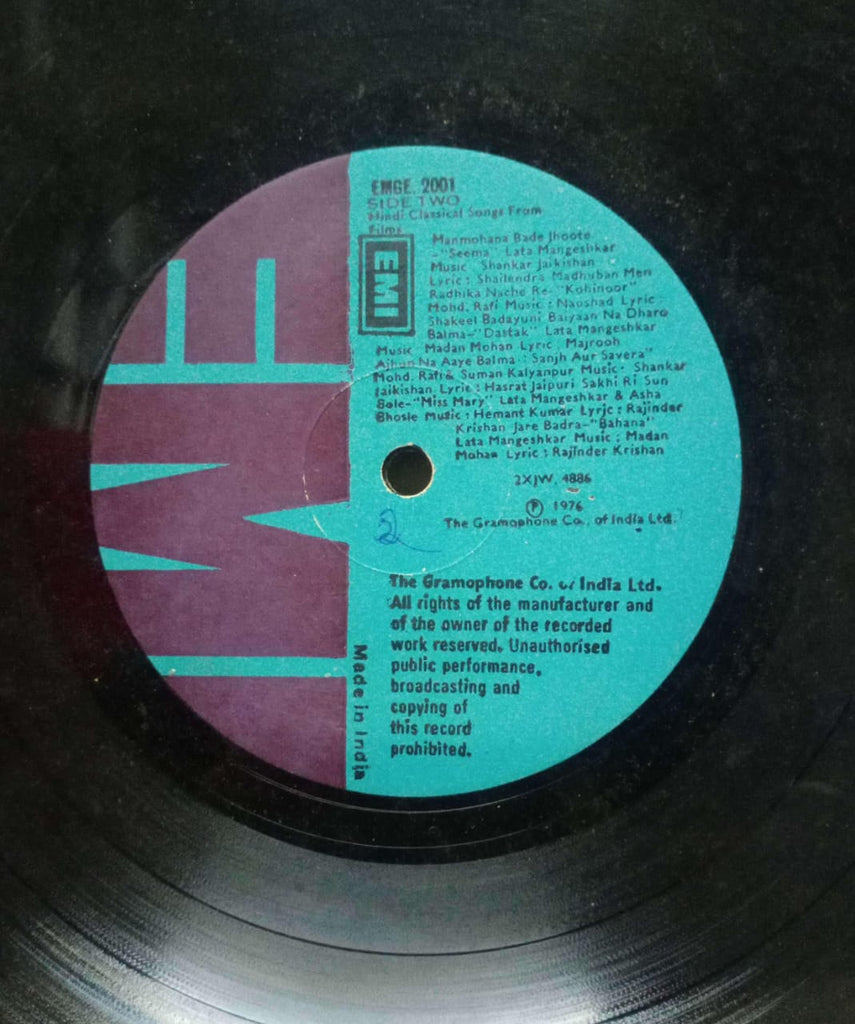 EMGE. 2001
SIDE TWO
Hindi Classical Songs From
Films
EMI
Manmohana Bade Jhoote
-"Seema" Lata Mangeshkar
Music: Shankar Jaikishan
Lyric: Shailendra Madhuban Men
Radhika Nache Re-"Kohinoor"
Mohd. Rafi Music: Naushad Lyric:
Shakeel Badayuni Baiyaan Na Dharo
Balma-"Dastak" Lata Mangeshkar
Music: Madan Mohan Lyric: Majrooh
Ajhun Na Aaye Balma: Sanjh Aur Savera"
Mohd. Rafi & Suman Kalyanpur Music: Shankar
Jaikishan Lyric: Hasrat Jaipuri Sakhi Ri Sun
Bole-"Miss Mary" Lata Mangeshkar & Asha
Bhosle Music: Hemant Kumar Lyric: Rajinder
Krishan Jare Badra-"Bahana"
Lata Mangeshkar Music: Madan
Mohan Lyric: Rajinder Krishan
2XJW. 4886
℗ 1976
The Gramophone Co., of India Ltd.
2
The Gramophone Co. of India Ltd.
All rights of the manufacturer and
of the owner of the recorded
work reserved. Unauthorised
public performance,
broadcasting and
copying of
this record
prohibited.
Made in India
EMI